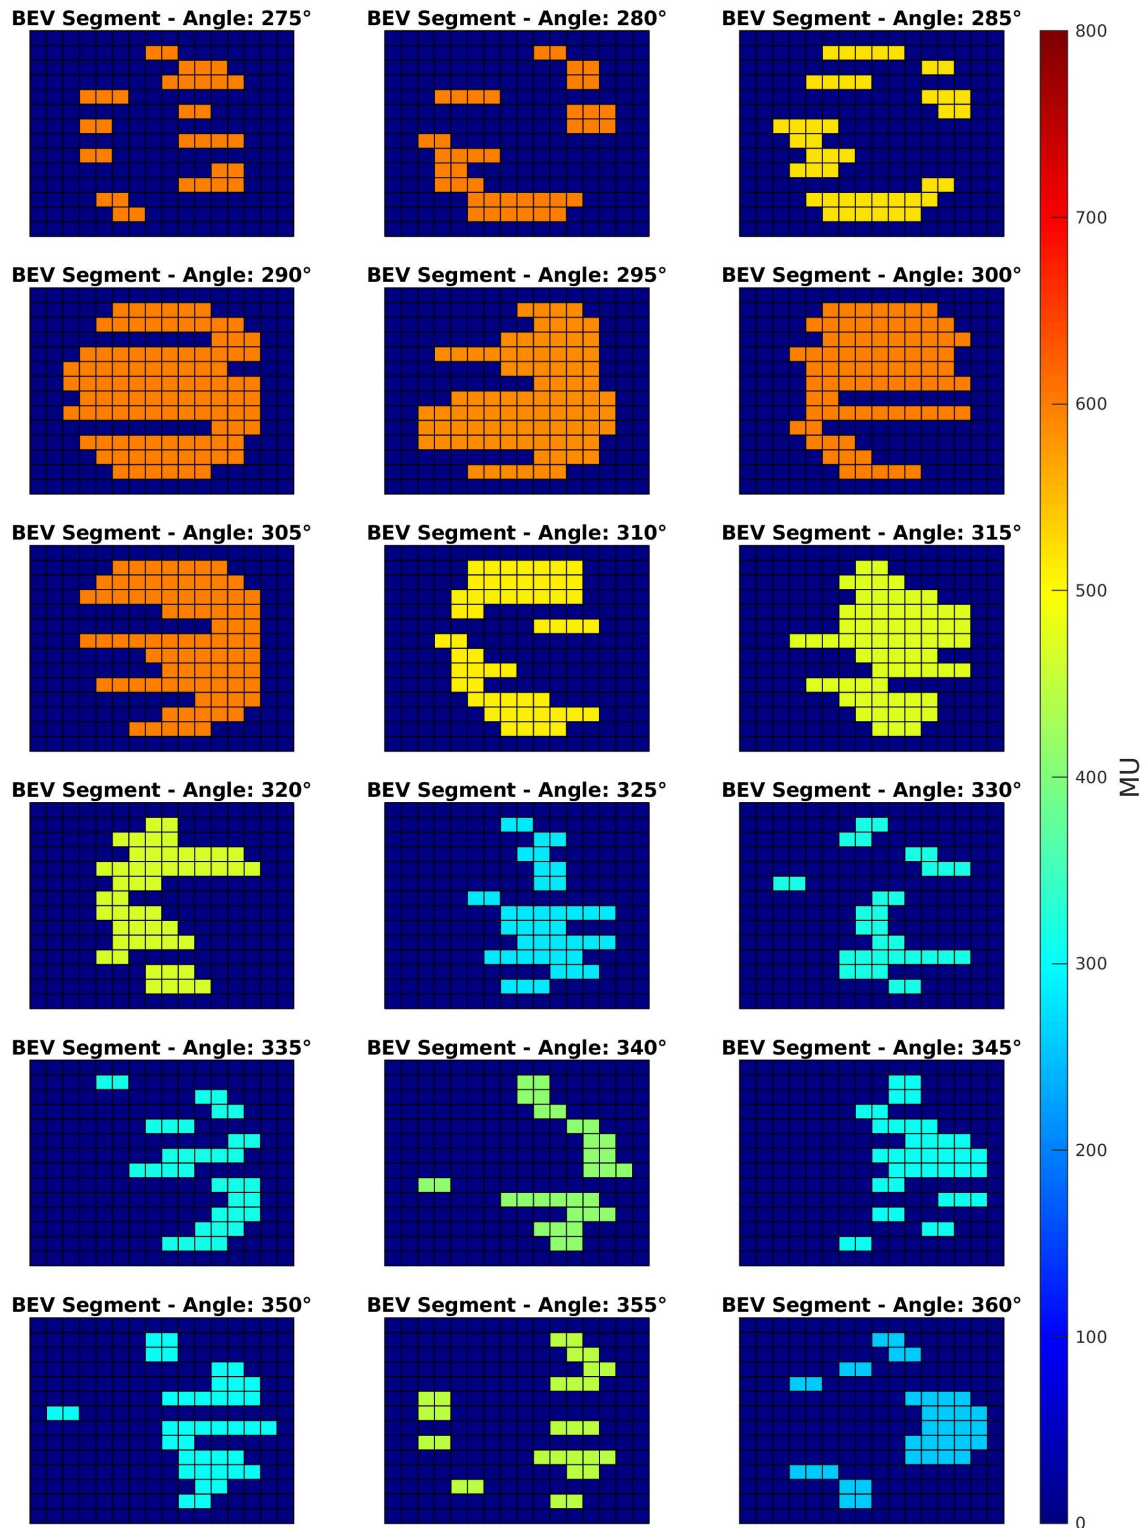 BEV Segment - Angle: 275°
BEV Segment - Angle: 280°
BEV Segment - Angle: 285°
BEV Segment - Angle: 290°
BEV Segment - Angle: 295°
BEV Segment - Angle: 300°
BEV Segment - Angle: 305°
BEV Segment - Angle: 310°
BEV Segment - Angle: 315°
BEV Segment - Angle: 320°
BEV Segment - Angle: 325°
BEV Segment - Angle: 330°
BEV Segment - Angle: 335°
BEV Segment - Angle: 340°
BEV Segment - Angle: 345°
BEV Segment - Angle: 350°
BEV Segment - Angle: 355°
BEV Segment - Angle: 360°
800
700
600
500
400
300
200
100
0
MU